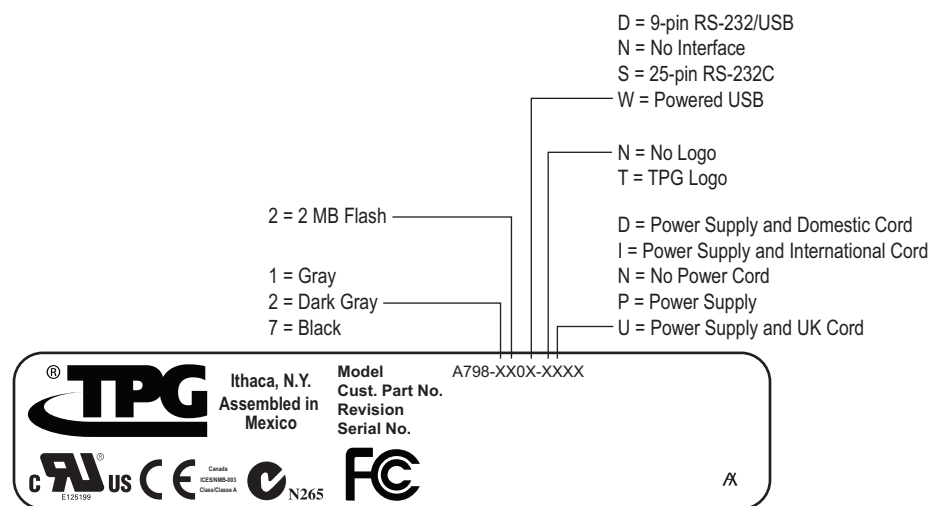 D = 9-pin RS-232/USB
N = No Interface
S = 25-pin RS-232C
W = Powered USB
N = No Logo
T = TPG Logo
2 = 2 MB Flash
D = Power Supply and Domestic Cord
I = Power Supply and International Cord
N = No Power Cord
P = Power Supply
U = Power Supply and UK Cord
1 = Gray
2 = Dark Gray
7 = Black
® TPG
Ithaca, N.Y.
Assembled in
Mexico
Model A798-XX0X-XXXX
Cust. Part No.
Revision
Serial No.
C RU ® US
E125199
CE
Canada
ICES/NMB-003
Class/Classe A
N265
FC